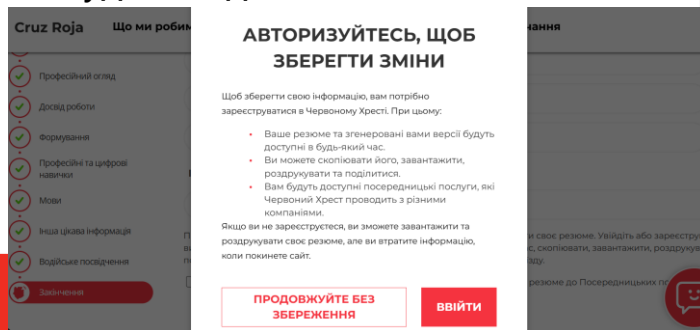 Cruz Roja
Що ми робим
АВТОРИЗУЙТЕСЬ, ЩОБ
ЗБЕРЕГТИ ЗМІНИ
Щоб зберегти свою інформацію, вам потрібно
зареєструватися в Червоному Хресті. При цьому:
• Ваше резюме та згенеровані вами версії будуть
доступні в будь-який час.
• Ви можете скопіювати його, завантажити,
роздрукувати та поділитися.
• Вам будуть доступні посередницькі послуги, які
Червоний Хрест проводить з різними
компаніями.
Якщо ви не зареєструєтеся, ви зможете завантажити та
роздрукувати своє резюме, але ви втратите інформацію,
коли покинете сайт.
ПРОДОВЖУЙТЕ БЕЗ
ЗБЕРЕЖЕННЯ
ВВІЙТИ
Професійний огляд
Досвід роботи
Формування
Професійні та цифрові
навички
Мови
Інша цікава інформація
Водійське посвідчення
Закінчення
ання
и своє резюме. Увійдіть або зареєстру
с, скопіювати, завантажити, роздрукув
зду.
резюме до Посередницьких по